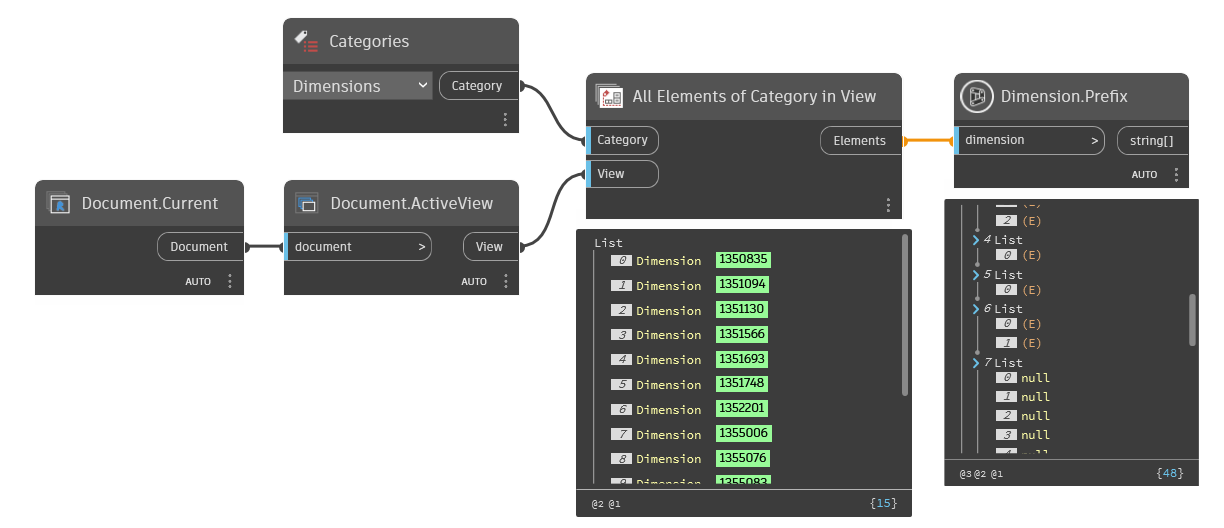 Categories
Dimensions
Category
Document.Current
Document
AUTO
Document.ActiveView
document >
View
AUTO
All Elements of Category in View
Category
Elements
View
List
0 Dimension 1350835
1 Dimension 1351094
2 Dimension 1351130
3 Dimension 1351566
4 Dimension 1351693
5 Dimension 1351748
6 Dimension 1352201
7 Dimension 1355006
8 Dimension 1355076
9 Dimension 1355083
@2 @1 {15}
Dimension.Prefix
dimension >
string[]
AUTO
(E)
2 (E)
4 List
0 (E)
5 List
0 (E)
6 List
0 (E)
1 (E)
7 List
0 null
1 null
2 null
3 null
4 null
@3 @2 @1 {48}